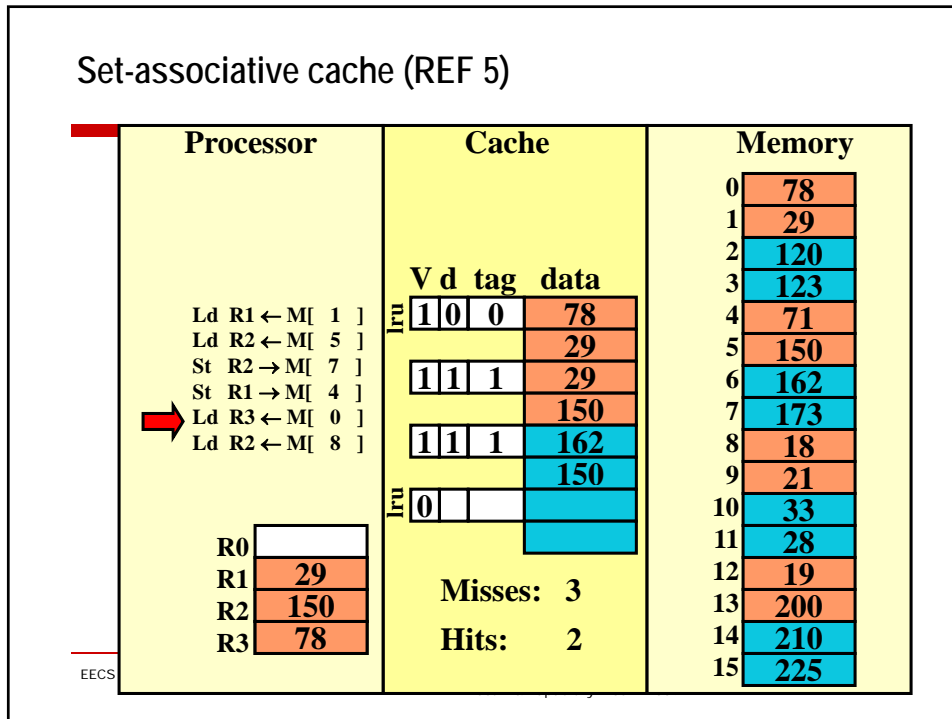 Set-associative cache (REF 5)
Processor
Ld R1 ← M[ 1 ]
Ld R2 ← M[ 5 ]
St R2 → M[ 7 ]
St R1 → M[ 4 ]
Ld R3 ← M[ 0 ]
Ld R2 ← M[ 8 ]
R0
R1 29
R2 150
R3 78
Cache
V d tag data
lru 1 0 0 78
29
1 1 1 29
150
1 1 1 162
150
lru 0
Misses: 3
Hits: 2
Memory
0 78
1 29
2 120
3 123
4 71
5 150
6 162
7 173
8 18
9 21
10 33
11 28
12 19
13 200
14 210
15 225
EECS